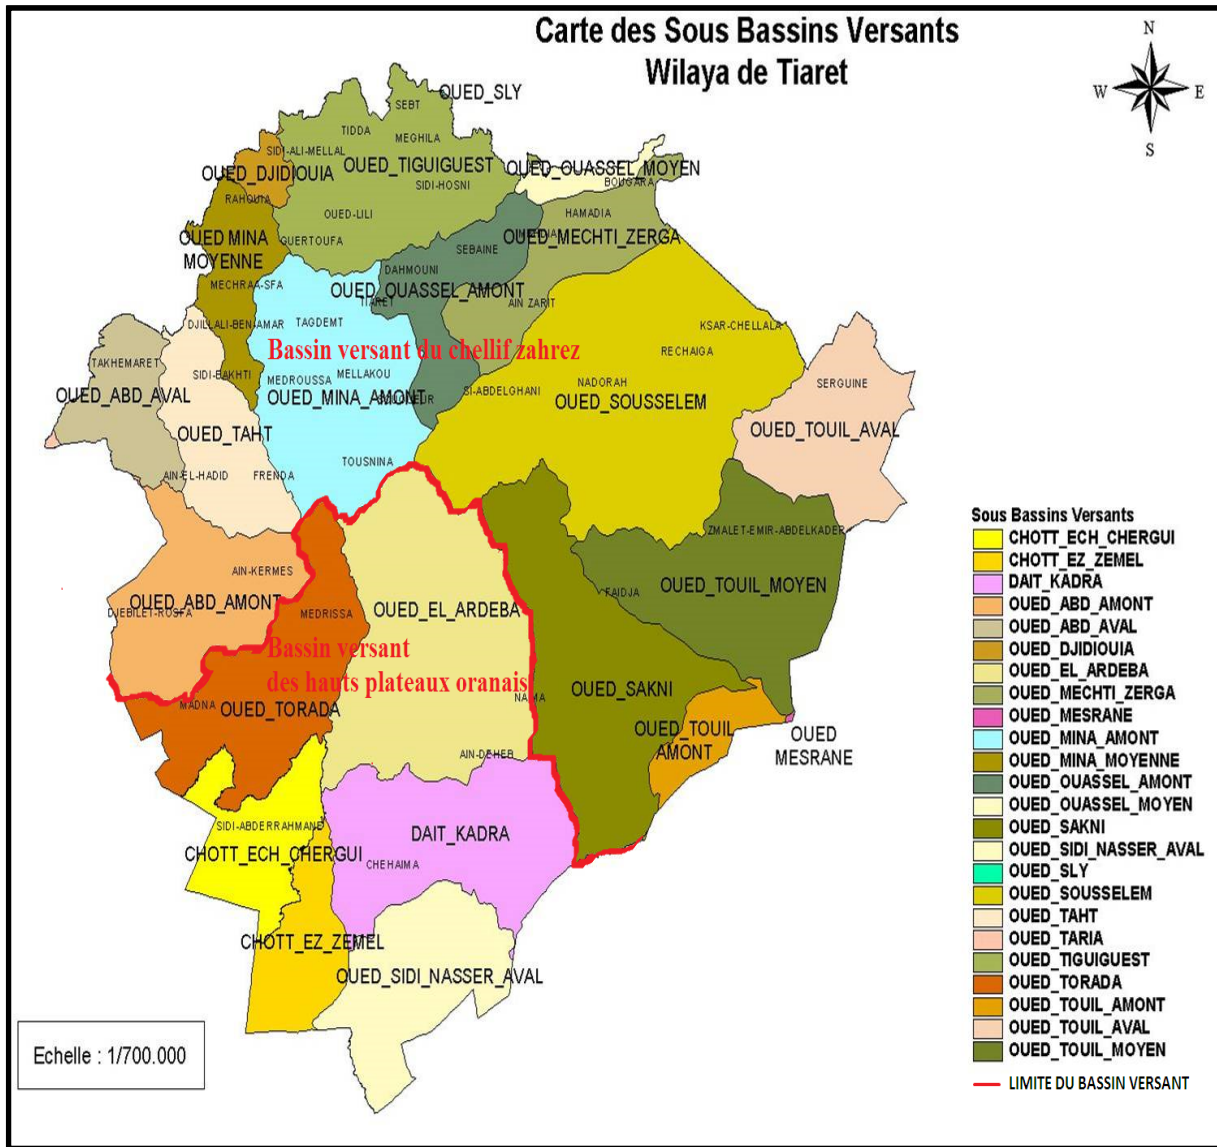 Carte des Sous Bassins Versants
Wilaya de Tiaret
N
W E
S
OUED_SLY
SEBT
TIDDA
MEGHILA
SIDI-ALI-MELLAL
OUED_TIGUIGUEST
OUED_DJIDIOUIA
OUED_OUASSEL_MOYEN
BOUGARA
SIDI-HOSNI
RAHOUIA
OUED-LILI
HAMADIA
GUERTOUFA
OUED MINA
MOYENNE
OUED_MECHTI_ZERGA
SEBAINE
DAHMOUNI
MECHRAA-SFA
OUED_OUASSEL_AMONT
TIARET
AIN ZARIT
DJILLALI-BEN-AMAR
TAGDEMT
KSAR-CHELLALA
Bassin versant du chellif zahrez
RECHAIGA
TAKHEMARET
SIDI-BAKHTI
MEDROUSSA
MELLAKOU
NADORAH
SERGUINE
OUED_ABD_AVAL
OUED_MINA_AMONT
SI-ABDELGHANI
OUED_SOUSSELEM
OUED_TAHT
OUED_TOUIL_AVAL
TOUSNINA
AIN-EL-HADID
FRENDA
ZMALET-EMIR-ABDELKADER
AIN-KERMES
OUED_ABD_AMONT
DJEBILET-ROSFA
MEDRISSA
OUED_EL_ARDEBA
FAIDJA
OUED_TOUIL_MOYEN
Bassin versant
des hauts plateaux oranais
OUED_SAKNI
NAIMA
MADNA
OUED_TORADA
OUED_TOUIL
AMONT
OUED
MESRANE
AIN-DEHEB
SIDI-ABDERRAHMANE
DAIT_KADRA
CHOTT_ECH_CHERGUI
CHEHAIMA
CHOTT_EZ_ZEMEL
OUED_SIDI_NASSER_AVAL
Echelle : 1/700.000
Sous Bassins Versants
CHOTT_ECH_CHERGUI
CHOTT_EZ_ZEMEL
DAIT_KADRA
OUED_ABD_AMONT
OUED_ABD_AVAL
OUED_DJIDIOUIA
OUED_EL_ARDEBA
OUED_MECHTI_ZERGA
OUED_MESRANE
OUED_MINA_AMONT
OUED_MINA_MOYENNE
OUED_OUASSEL_AMONT
OUED_OUASSEL_MOYEN
OUED_SAKNI
OUED_SIDI_NASSER_AVAL
OUED_SLY
OUED_SOUSSELEM
OUED_TAHT
OUED_TARIA
OUED_TIGUIGUEST
OUED_TORADA
OUED_TOUIL_AMONT
OUED_TOUIL_AVAL
OUED_TOUIL_MOYEN
LIMITE DU BASSIN VERSANT